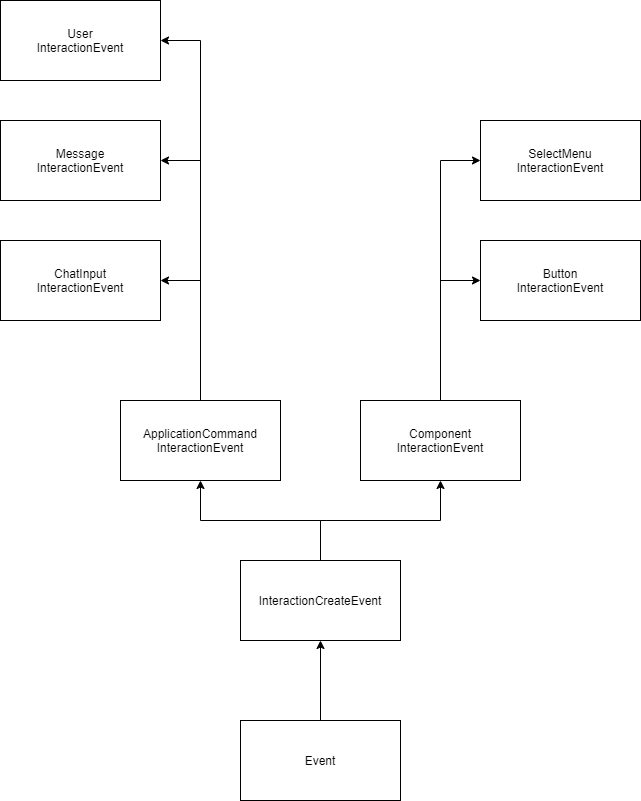 User
InteractionEvent
Message
InteractionEvent
SelectMenu
InteractionEvent
ChatInput
InteractionEvent
Button
InteractionEvent
ApplicationCommand
InteractionEvent
Component
InteractionEvent
InteractionCreateEvent
Event